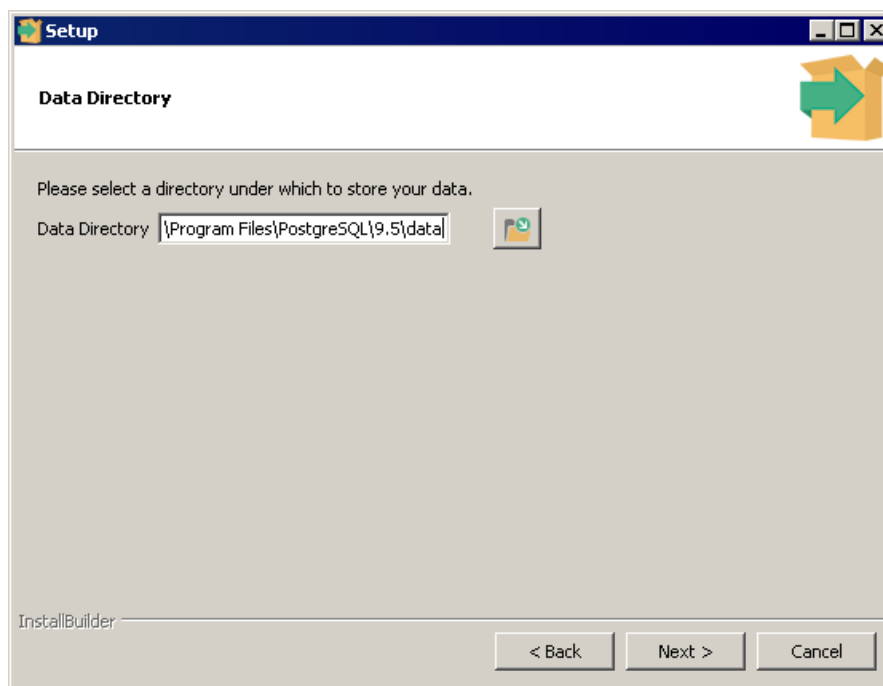 Setup
Data Directory
Please select a directory under which to store your data.
Data Directory \Program Files\PostgreSQL\9.5\data
InstallBuilder
< Back Next > Cancel